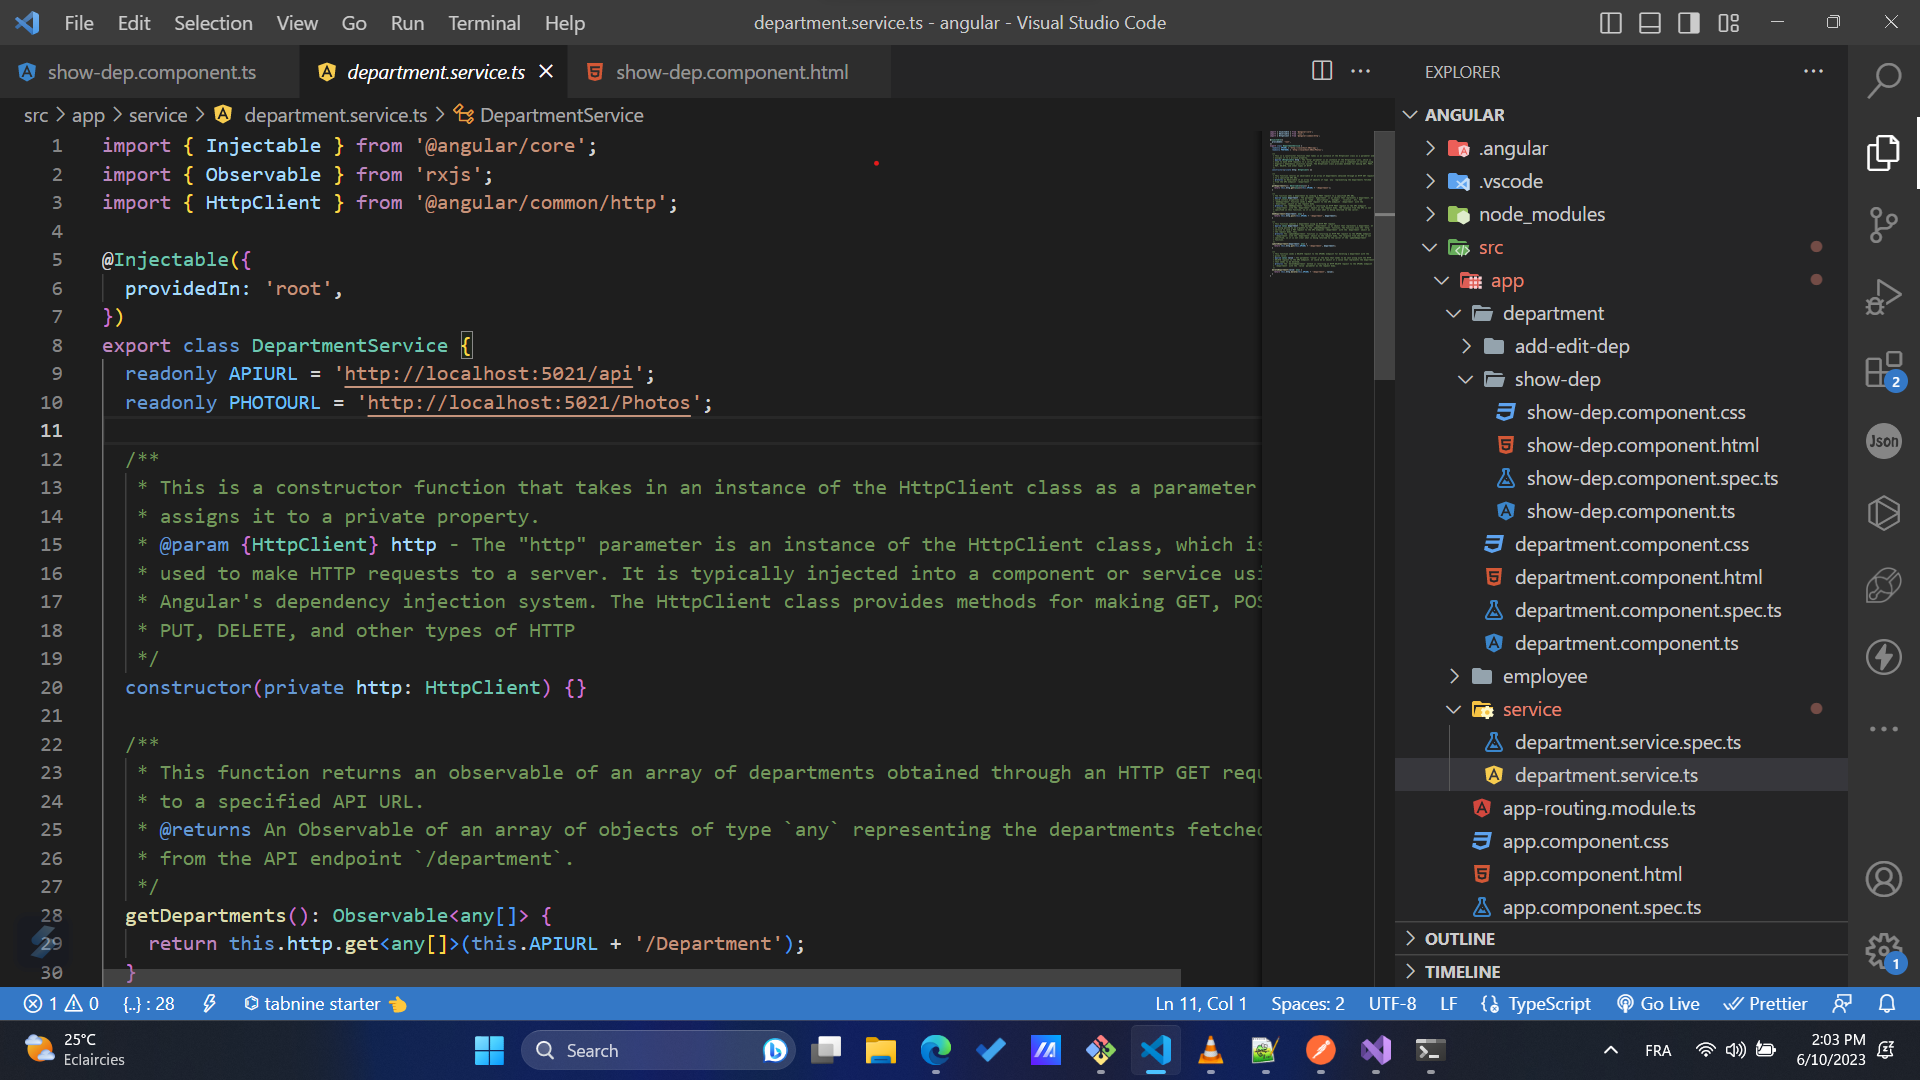 File Edit Selection View Go Run Terminal Help
department.service.ts - angular - Visual Studio Code
show-dep.component.ts
department.service.ts
show-dep.component.html
src > app > service > department.service.ts > DepartmentService
1 import { Injectable } from '@angular/core';
2 import { Observable } from 'rxjs';
3 import { HttpClient } from '@angular/common/http';
4
5 @Injectable({
6 providedIn: 'root',
7 })
8 export class DepartmentService {
9 readonly APIURL = 'http://localhost:5021/api';
10 readonly PHOTOURL = 'http://localhost:5021/Photos';
11
12 /**
13 * This is a constructor function that takes in an instance of the HttpClient class as a parameter
14 * assigns it to a private property.
15 * @param {HttpClient} http - The "http" parameter is an instance of the HttpClient class, which is
16 * used to make HTTP requests to a server. It is typically injected into a component or service usi
17 * Angular's dependency injection system. The HttpClient class provides methods for making GET, POS
18 * PUT, DELETE, and other types of HTTP
19 */
20 constructor(private http: HttpClient) {}
21
22 /**
23 * This function returns an observable of an array of departments obtained through an HTTP GET requ
24 * to a specified API URL.
25 * @returns An Observable of an array of objects of type `any` representing the departments fetched
26 * from the API endpoint `/department`.
27 */
28 getDepartments(): Observable<any[]> {
29 return this.http.get<any[]>(this.APIURL + '/Department');
30 }
EXPLORER
ANGULAR
.angular
.vscode
node_modules
src
app
department
add-edit-dep
show-dep
show-dep.component.css
show-dep.component.html
show-dep.component.spec.ts
show-dep.component.ts
department.component.css
department.component.html
department.component.spec.ts
department.component.ts
employee
service
department.service.spec.ts
department.service.ts
app-routing.module.ts
app.component.css
app.component.html
app.component.spec.ts
OUTLINE
TIMELINE
2
Json
1
1 0 {..} : 28 tabnine starter
Ln 11, Col 1 Spaces: 2 UTF-8 LF TypeScript Go Live Prettier
25°C
Eclaircies
Search
FRA
2:03 PM
6/10/2023